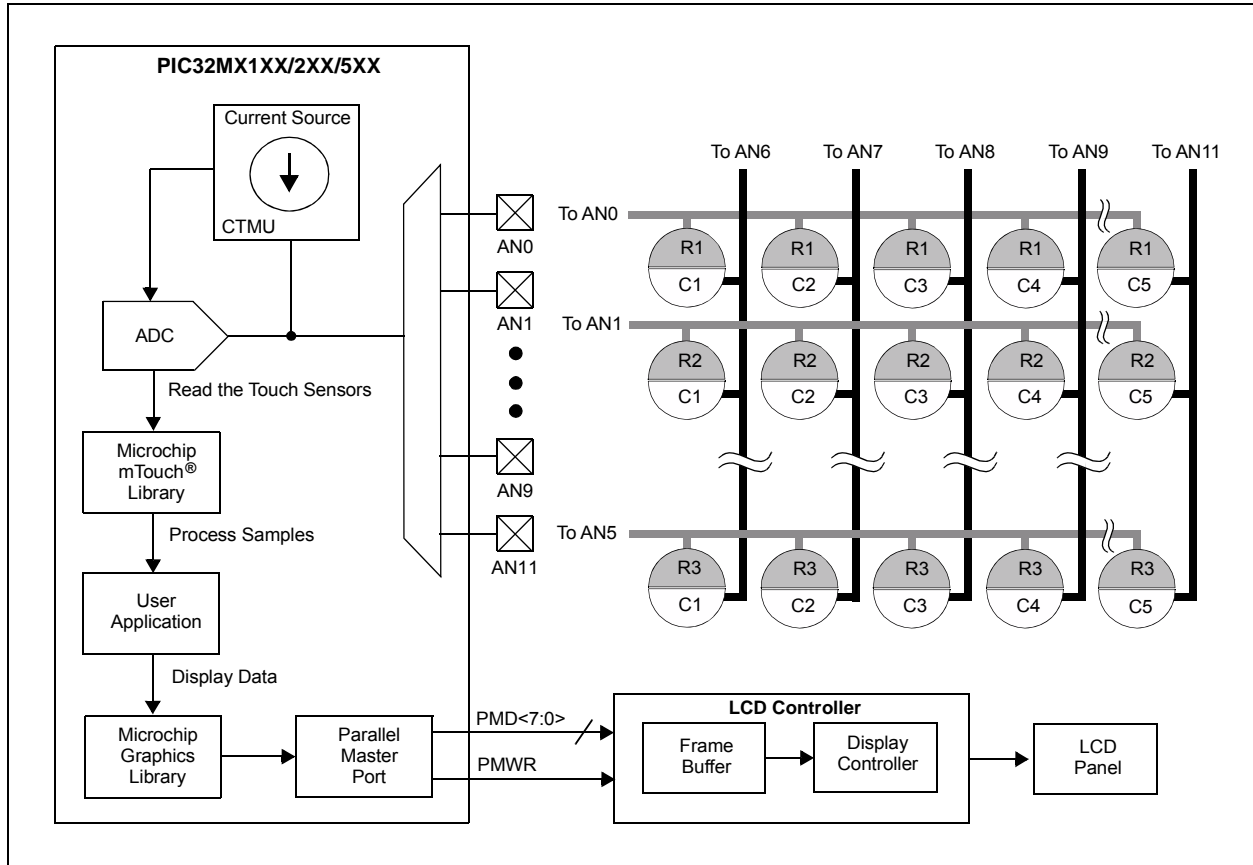 PIC32MX1XX/2XX/5XX
Current Source
CTMU
ADC
Read the Touch Sensors
Microchip
mTouch®
Library
Process Samples
User
Application
Display Data
Microchip
Graphics
Library
Parallel
Master
Port
AN0
AN1
AN9
AN11
To AN6
To AN7
To AN8
To AN9
To AN11
To AN0
R1 R1 R1 R1 R1
C1 C2 C3 C4 C5
To AN1
R2 R2 R2 R2 R2
C1 C2 C3 C4 C5
To AN5
R3 R3 R3 R3 R3
C1 C2 C3 C4 C5
PMD<7:0>
PMWR
LCD Controller
Frame
Buffer
Display
Controller
LCD
Panel